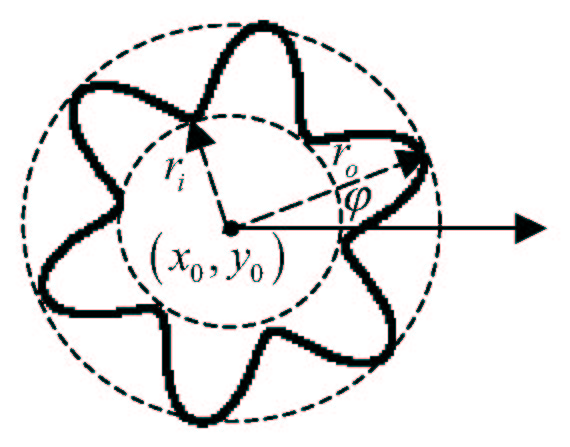 r_o
r_i
φ
(x_0, y_0)